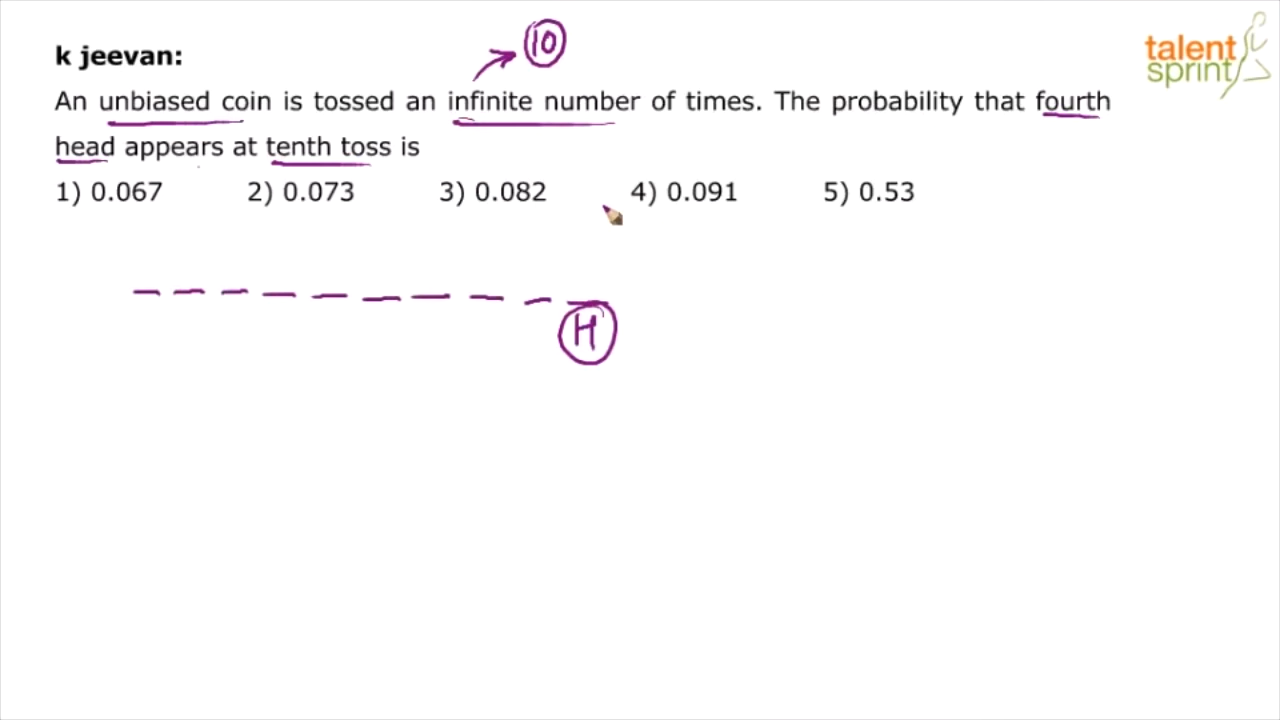 10
k jeevan:
talent
sprint
An unbiased coin is tossed an infinite number of times. The probability that fourth
head appears at tenth toss is
1) 0.067 2) 0.073 3) 0.082 4) 0.091 5) 0.53
H